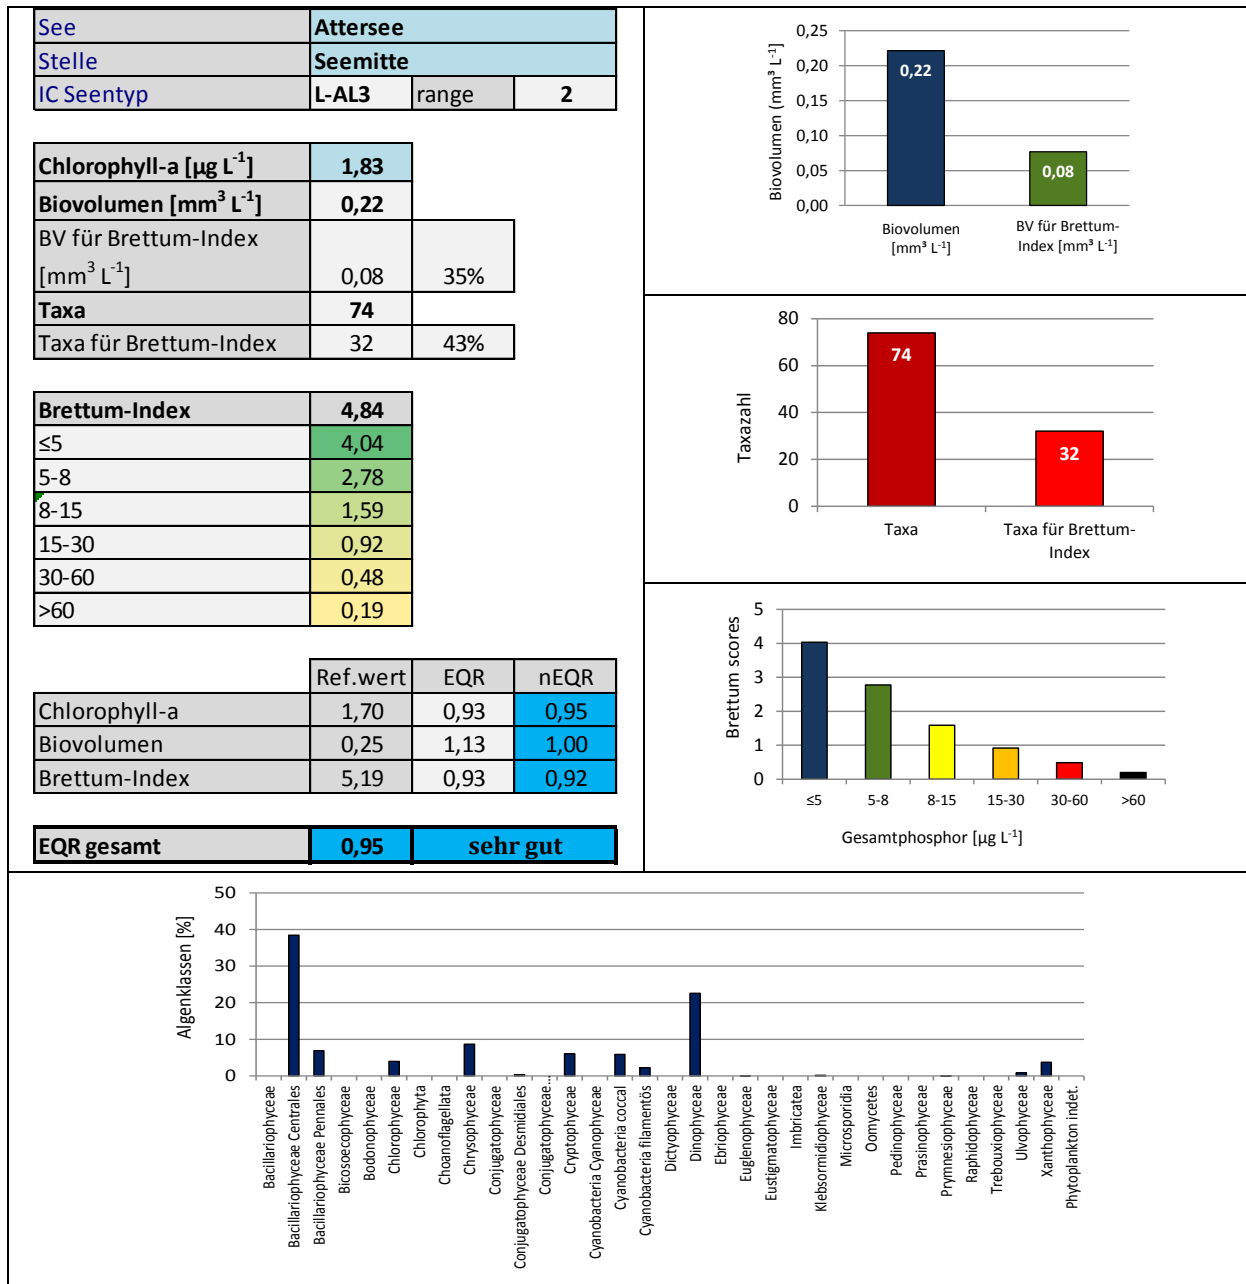 See Attersee
Stelle Seemitte
IC Seentyp L-AL3 range 2
Chlorophyll-a [µg L⁻¹] 1,83
Biovolumen [mm³ L⁻¹] 0,22
BV für Brettum-Index
[mm³ L⁻¹] 0,08 35%
Taxa 74
Taxa für Brettum-Index 32 43%
Brettum-Index 4,84
≤5 4,04
5-8 2,78
8-15 1,59
15-30 0,92
30-60 0,48
>60 0,19
Ref.wert EQR nEQR
Chlorophyll-a 1,70 0,93 0,95
Biovolumen 0,25 1,13 1,00
Brettum-Index 5,19 0,93 0,92
EQR gesamt 0,95 sehr gut
Biovolumen (mm³ L⁻¹]
0,25
0,20
0,15
0,10
0,05
0,00
0,22
0,08
Biovolumen
[mm³ L⁻¹]
BV für Brettum-
Index [mm³ L⁻¹]
Taxazahl
80
60
40
20
0
74
32
Taxa
Taxa für Brettum-
Index
Brettum scores
5
4
3
2
1
0
≤5 5-8 8-15 15-30 30-60 >60
Gesamtphosphor [µg L⁻¹]
Algenklassen [%]
50
40
30
20
10
0
Bacillariophyceae
Bacillariophyceae Centrales
Bacillariophyceae Pennales
Bicosoecophyceae
Bodonophyceae
Chlorophyceae
Chlorophyta
Choanoflagellata
Chrysophyceae
Conjugatophyceae
Conjugatophyceae Desmidiales
Conjugatophyceae...
Cryptophyceae
Cyanobacteria Cyanophyceae
Cyanobacteria coccal
Cyanobacteria filamentös
Dictyophyceae
Dinophyceae
Ebriophyceae
Euglenophyceae
Eustigmatophyceae
Imbricatea
Klebsormidiophyceae
Microsporidia
Oomycetes
Pedinophyceae
Prasinophyceae
Prymnesiophyceae
Raphidophyceae
Trebouxiophyceae
Ulvophyceae
Xanthophyceae
Phytoplankton indet.